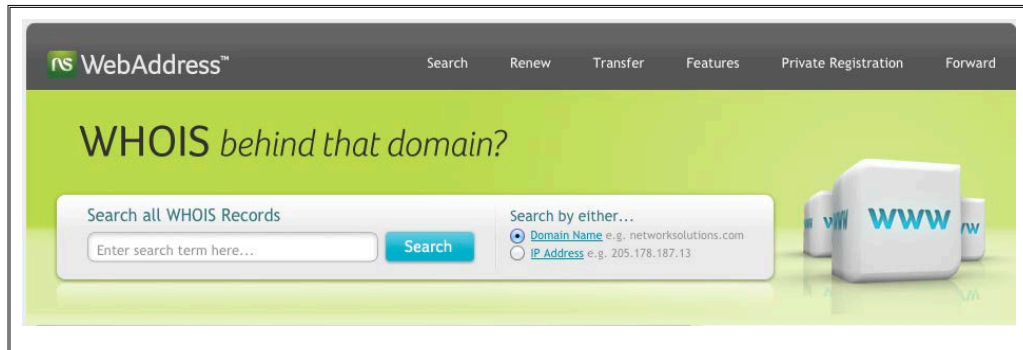 ns WebAddress™
Search Renew Transfer Features Private Registration Forward
WHOIS behind that domain?
Search all WHOIS Records
Enter search term here...
Search
Search by either...
Domain Name e.g. networksolutions.com
IP Address e.g. 205.178.187.13
www